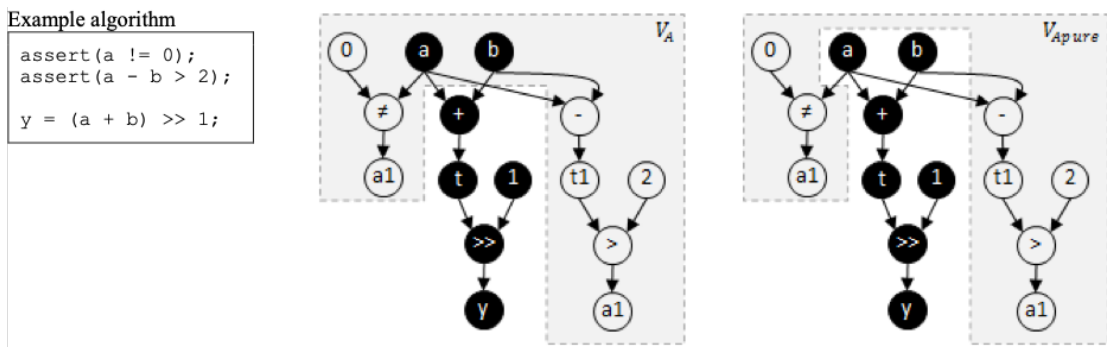 Example algorithm
assert(a != 0);
assert(a - b > 2);
y = (a + b) >> 1;
0 a b V_A
≠ + -
a1 t 1 t1 2
>> >
y a1
0 a b V_Apure
≠ + -
a1 t 1 t1 2
>> >
y a1